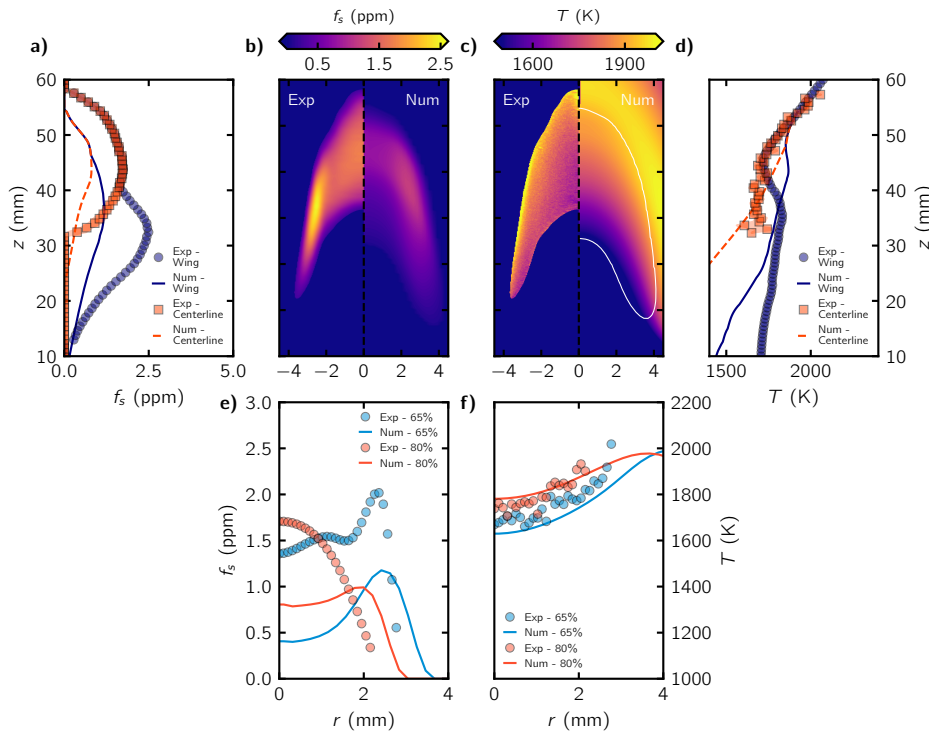 f_s (ppm)
T (K)
a)
b)
c)
d)
0.5 1.5 2.5
1600 1900
60
50
40
30
20
10
z (mm)
0.0 2.5 5.0
f_s (ppm)
Exp -
Wing
Num -
Wing
Exp -
Centerline
Num -
Centerline
Exp
Num
−4 −2 0 2 4
Exp
Num
−4 −2 0 2 4
60
50
40
30
20
10
z (mm)
1500 2000
T (K)
Exp -
Wing
Num -
Wing
Exp -
Centerline
Num -
Centerline
e)
3.0
2.5
2.0
1.5
1.0
0.5
0.0
f_s (ppm)
Exp - 65%
Num - 65%
Exp - 80%
Num - 80%
0 2 4
r (mm)
f)
2200
2000
1800
1600
1400
1200
1000
T (K)
Exp - 65%
Num - 65%
Exp - 80%
Num - 80%
0 2 4
r (mm)